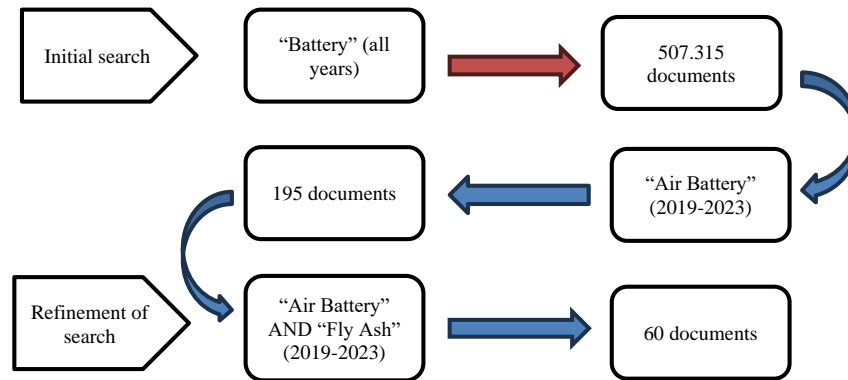 Initial search
“Battery” (all
years)
507.315
documents
195 documents
“Air Battery”
(2019-2023)
Refinement of
search
“Air Battery”
AND “Fly Ash”
(2019-2023)
60 documents